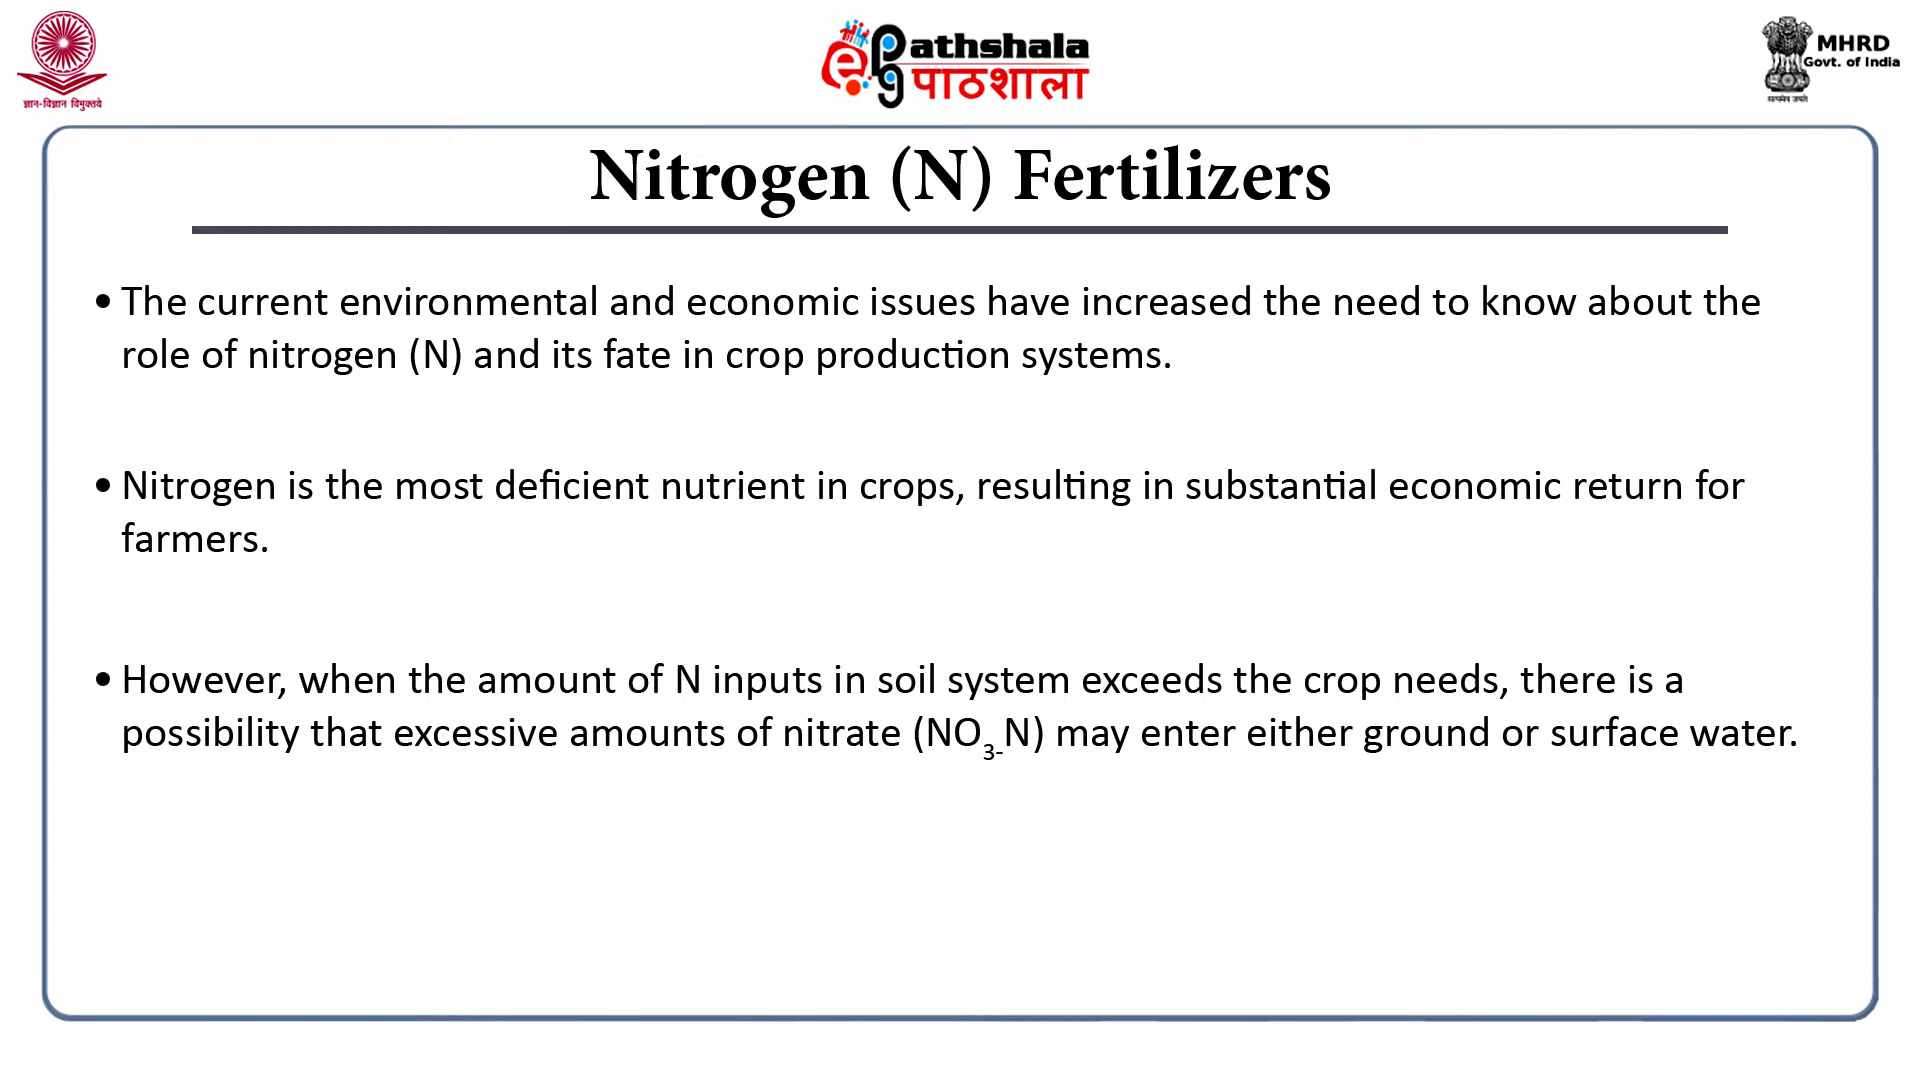 ज्ञान-विज्ञान विमुक्तये
ePathshala
पाठशाला
MHRD
Govt. of India
सत्यमेव जयते
Nitrogen (N) Fertilizers
• The current environmental and economic issues have increased the need to know about the
role of nitrogen (N) and its fate in crop production systems.
• Nitrogen is the most deficient nutrient in crops, resulting in substantial economic return for
farmers.
• However, when the amount of N inputs in soil system exceeds the crop needs, there is a
possibility that excessive amounts of nitrate (NO₃₋N) may enter either ground or surface water.